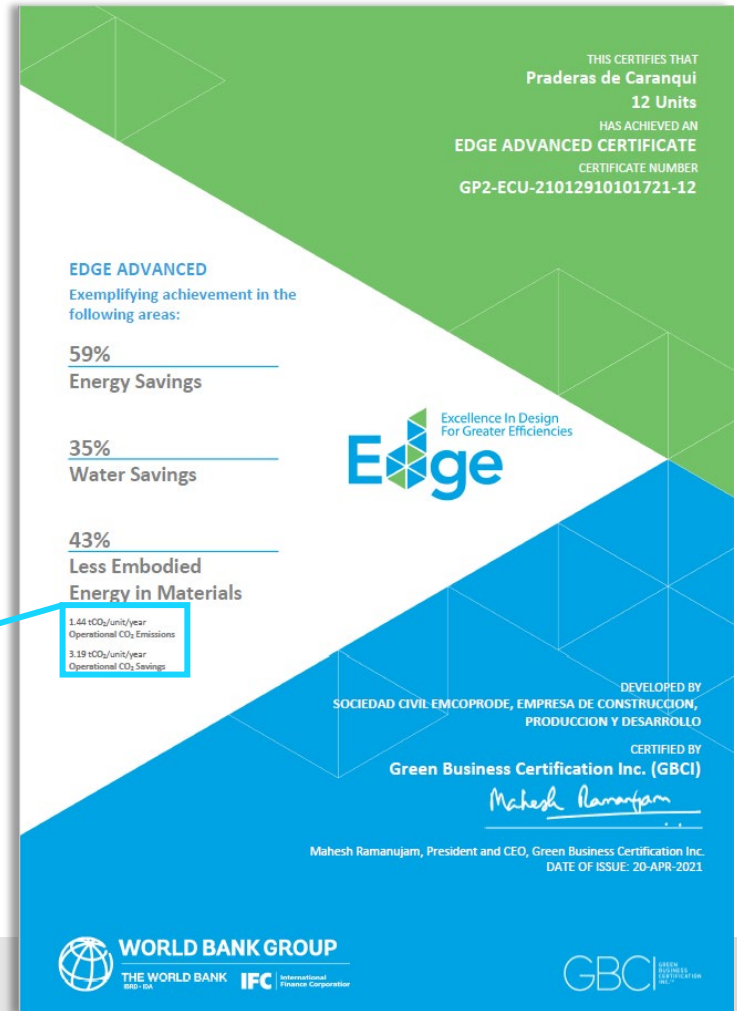 THIS CERTIFIES THAT
Praderas de Caranqui
12 Units
HAS ACHIEVED AN
EDGE ADVANCED CERTIFICATE
CERTIFICATE NUMBER
GP2-ECU-21012910101721-12
EDGE ADVANCED
Exemplifying achievement in the
following areas:
59%
Energy Savings
35%
Water Savings
43%
Less Embodied
Energy in Materials
1.44 tCO₂/unit/year
Operational CO₂ Emissions
3.19 tCO₂/unit/year
Operational CO₂ Savings
Edge
Excellence In Design
For Greater Efficiencies
DEVELOPED BY
SOCIEDAD CIVIL EMCOPRODE, EMPRESA DE CONSTRUCCION,
PRODUCCION Y DESARROLLO
CERTIFIED BY
Green Business Certification Inc. (GBCI)
Mahesh Ramanujam
Mahesh Ramanujam, President and CEO, Green Business Certification Inc.
DATE OF ISSUE: 20-APR-2021
WORLD BANK GROUP
THE WORLD BANK
IBRD • IDA
IFC
International
Finance Corporation
GBCI
GREEN
BUSINESS
CERTIFICATION
INC.™